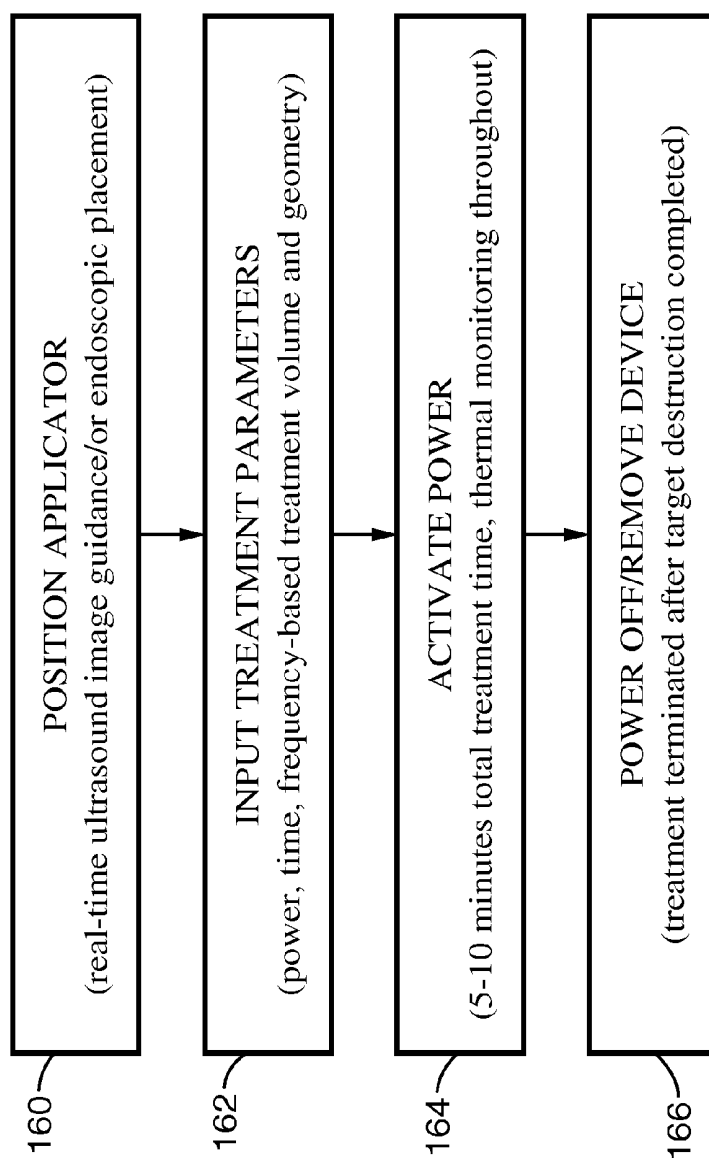 POSITION APPLICATOR
(real-time ultrasound image guidance/or endoscopic placement)
160
INPUT TREATMENT PARAMETERS
(power, time, frequency-based treatment volume and geometry)
162
ACTIVATE POWER
(5-10 minutes total treatment time, thermal monitoring throughout)
164
POWER OFF/REMOVE DEVICE
(treatment terminated after target destruction completed)
166